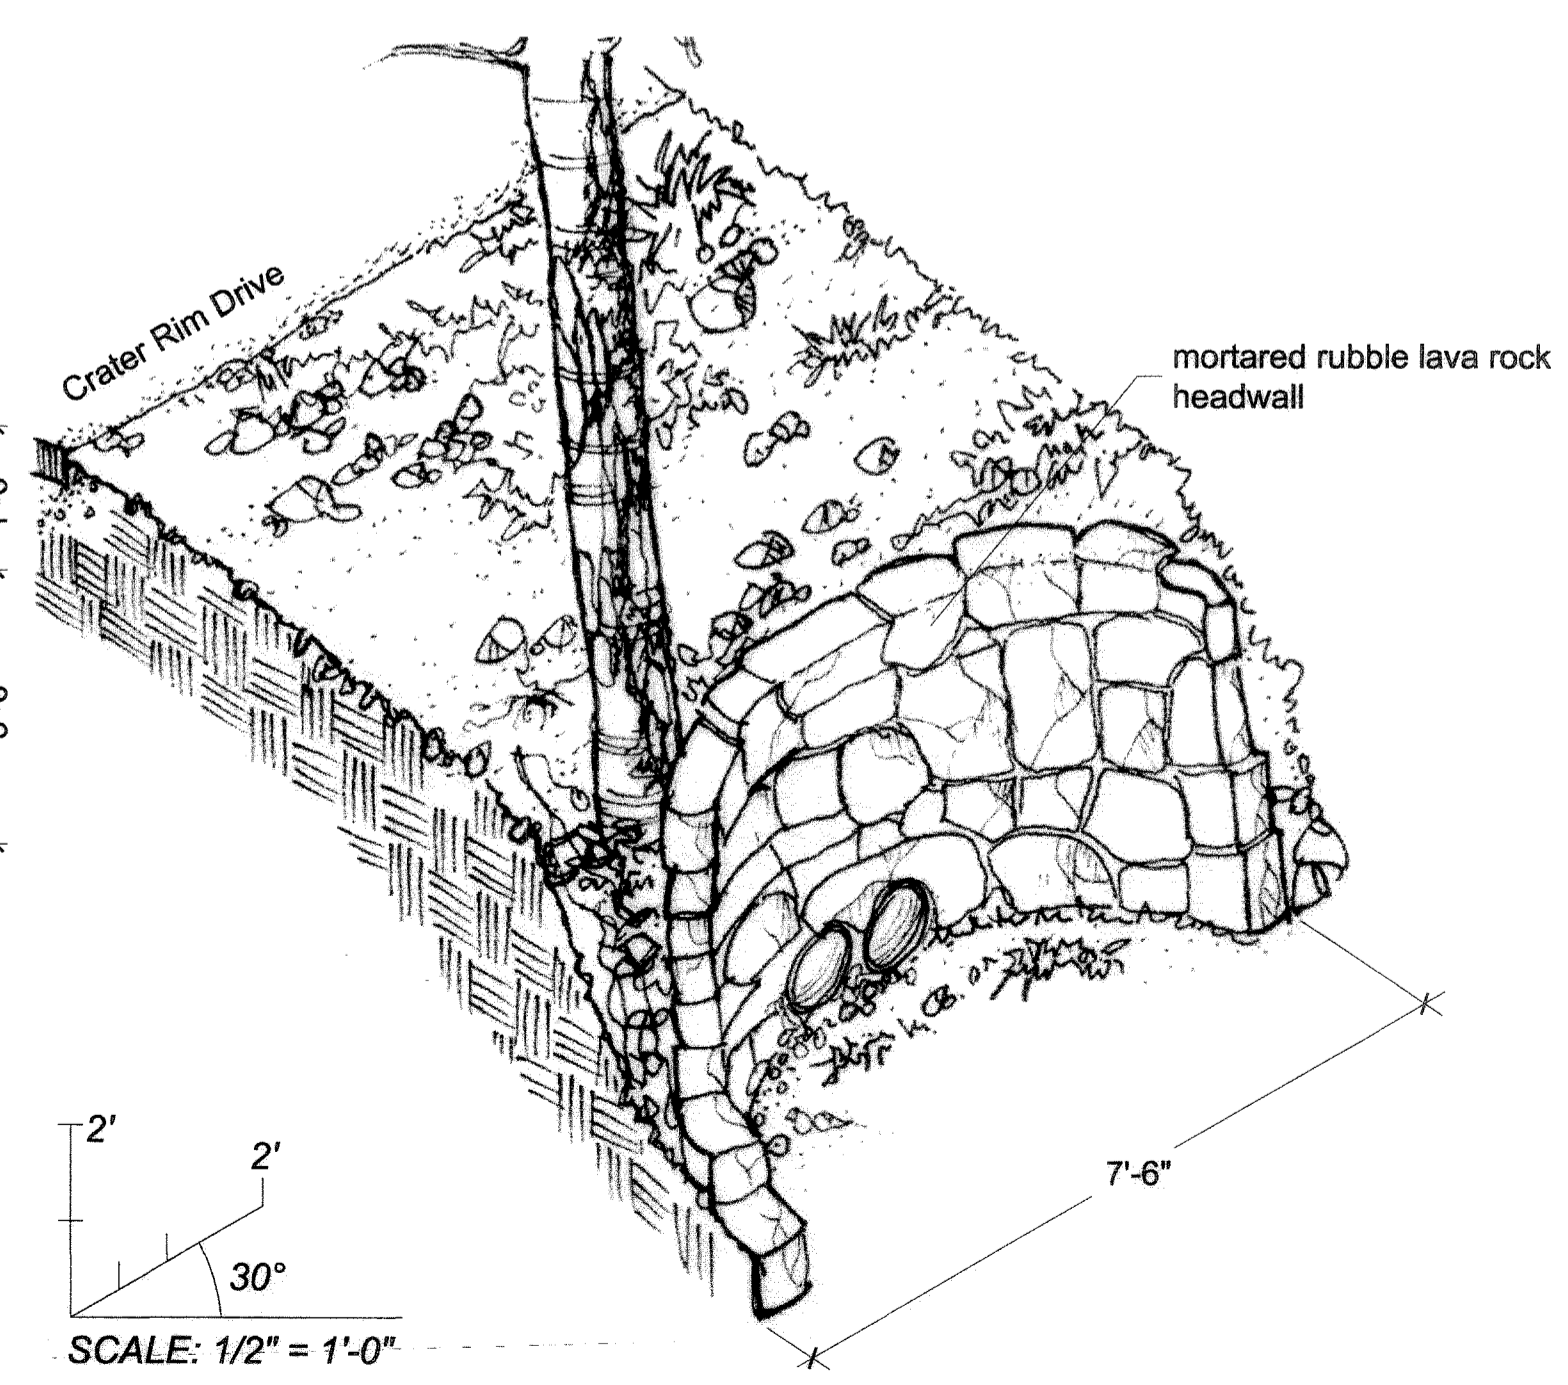 Crater Rim Drive
mortared rubble lava rock
headwall
7'-6"
2'
2'
30°
SCALE: 1/2" = 1'-0"